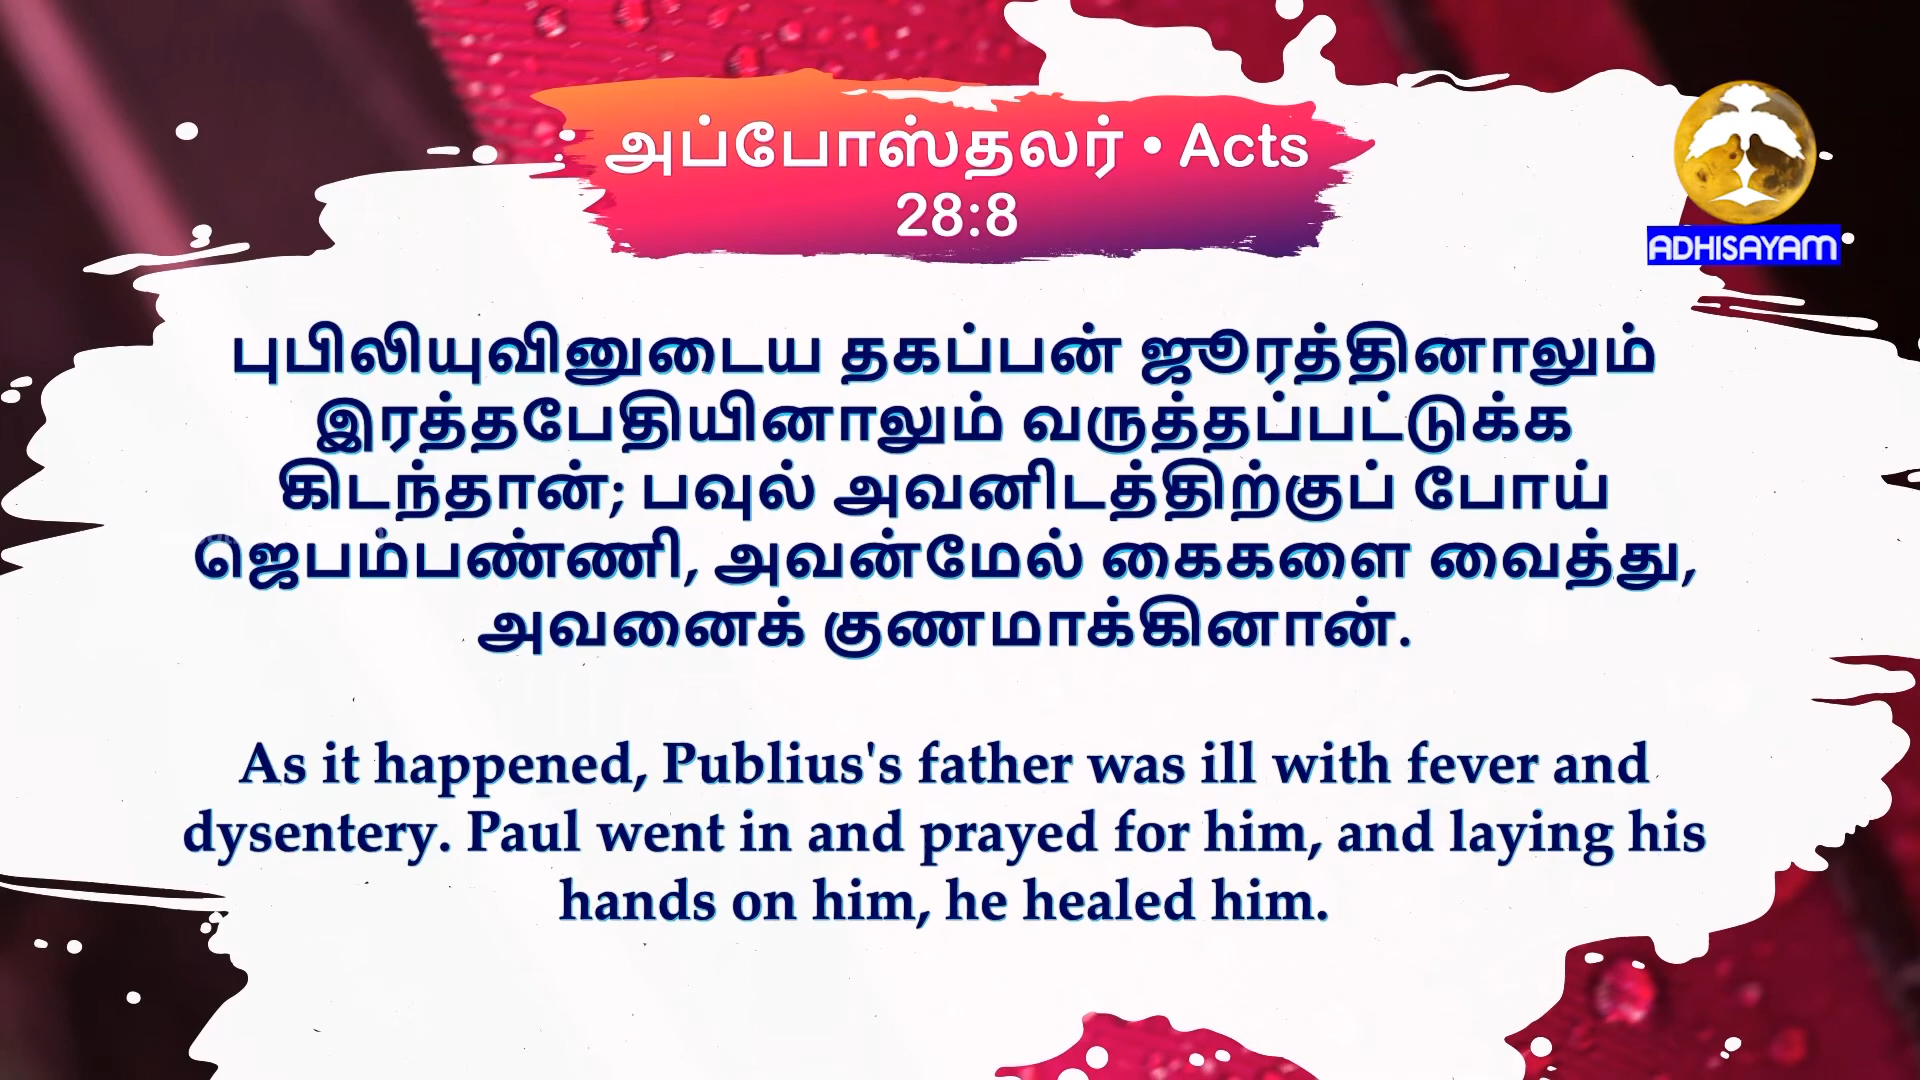 அப்போஸ்தலர் • Acts
28:8
ADHISAYAM
புபிலியுவினுடைய தகப்பன் ஜூரத்தினாலும்
இரத்தபேதியினாலும் வருத்தப்பட்டுக்க
கிடந்தான்; பவுல் அவனிடத்திற்குப் போய்
ஜெபம்பண்ணி, அவன்மேல் கைகளை வைத்து,
அவனைக் குணமாக்கினான்.
As it happened, Publius's father was ill with fever and
dysentery. Paul went in and prayed for him, and laying his
hands on him, he healed him.